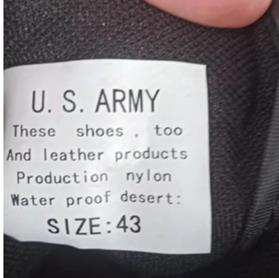 U. S. ARMY
These shoes , too
And leather products
Production nylon
Water proof desert:
SIZE:43